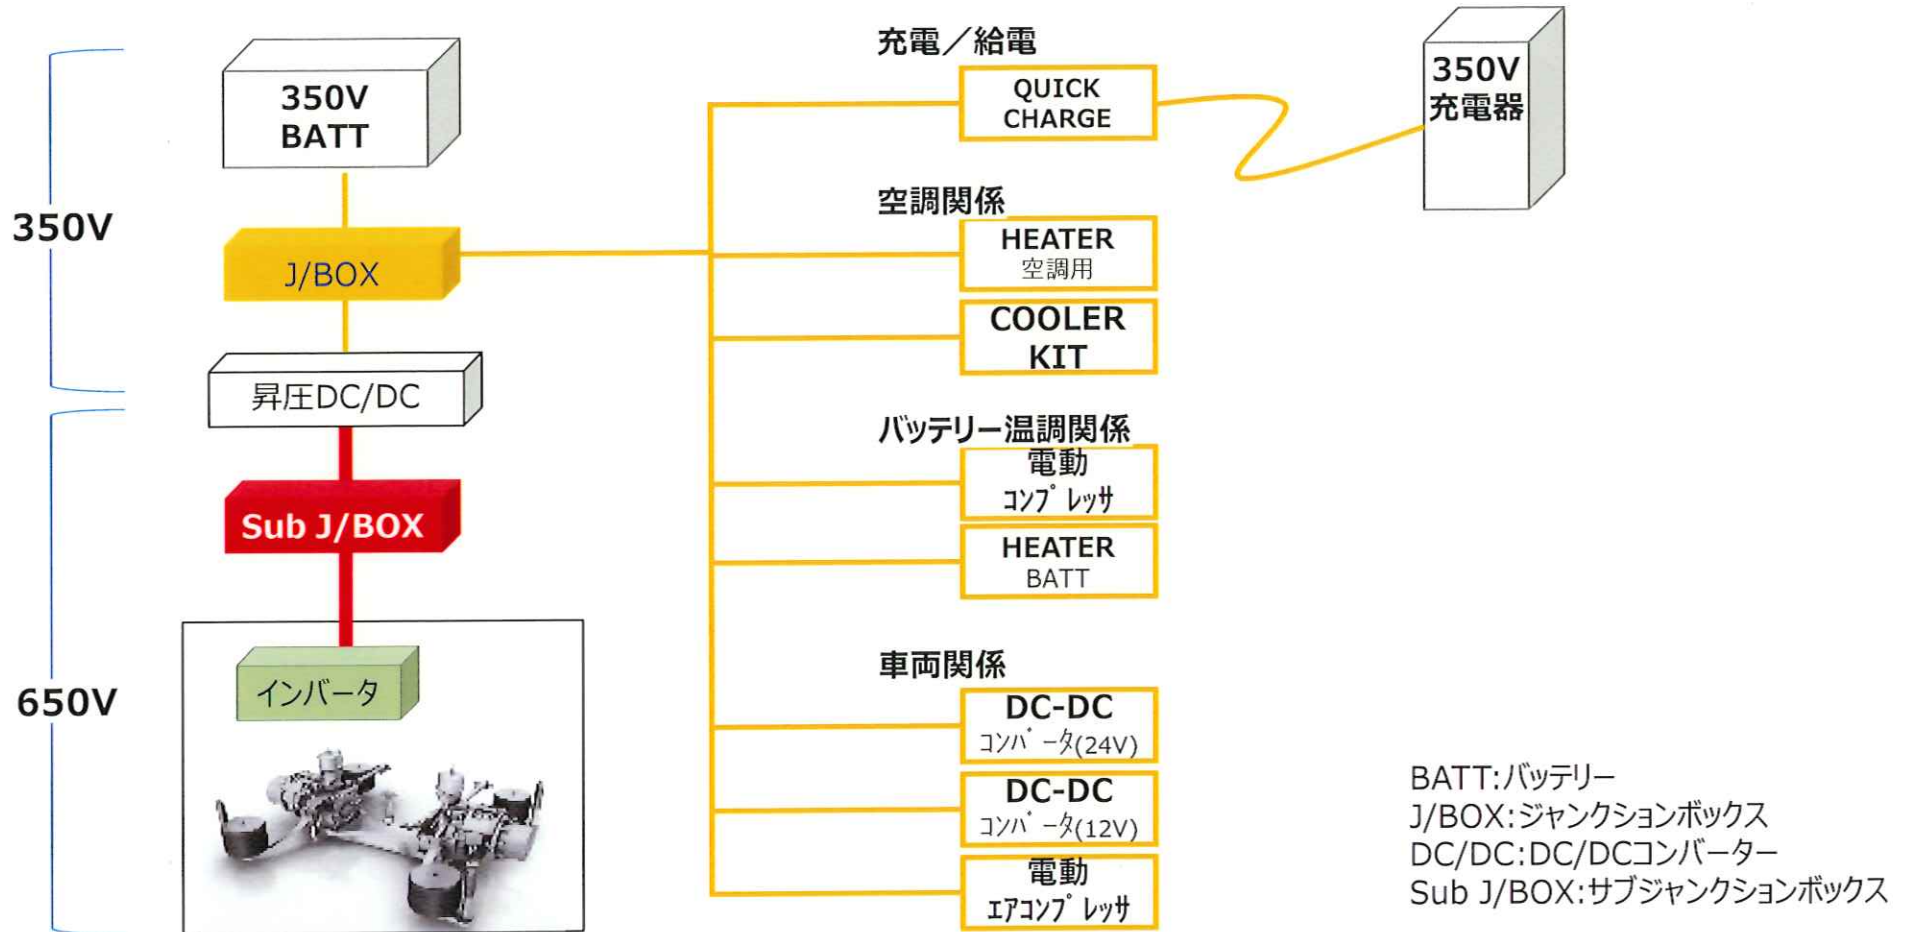 350V
350V
BATT
J/BOX
昇圧DC/DC
Sub J/BOX
650V
インバータ
充電／給電
QUICK
CHARGE
350V
充電器
空調関係
HEATER
空調用
COOLER
KIT
バッテリー温調関係
電動
ｺﾝﾌﾟﾚｯｻ
HEATER
BATT
車両関係
DC-DC
ｺﾝﾊﾞｰﾀ(24V)
DC-DC
ｺﾝﾊﾞｰﾀ(12V)
電動
ｴｱｺﾝﾌﾟﾚｯｻ
BATT:バッテリー
J/BOX:ジャンクションボックス
DC/DC:DC/DCコンバーター
Sub J/BOX:サブジャンクションボックス